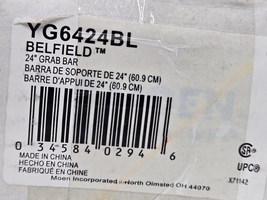 YG6424BL
BELFIELD™
24" GRAB BAR
BARRA DE SOPORTE DE 24" (60.9 CM)
BARRE D'APPUI DE 24" (60.9 CM)
0 34584 0294 6
MADE IN CHINA
HECHO EN CHINA
FABRIQUÉ EN CHINE
Moen Incorporated North Olmsted OH 44070
UPC®
X71142